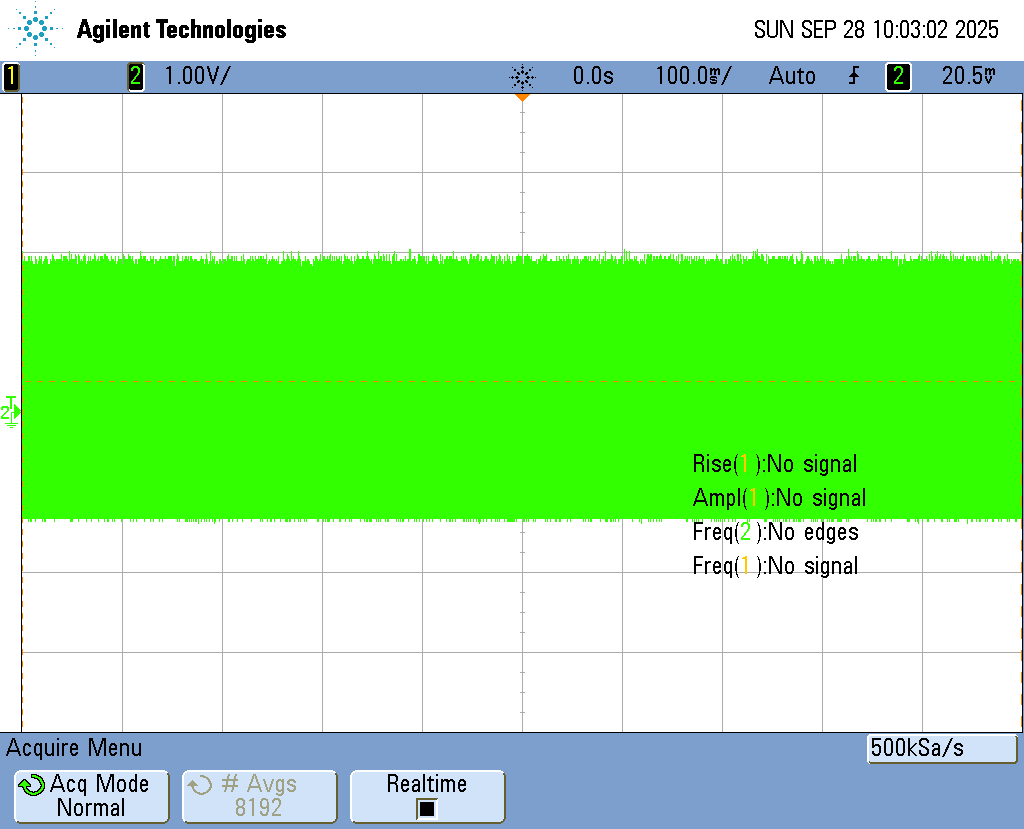 Agilent Technologies
SUN SEP 28 10:03:02 2025
1 2 1.00V/ 0.0s 100.0ms/ Auto 2 20.5mV
T
2
Rise(1):No signal
Ampl(1):No signal
Freq(2):No edges
Freq(1):No signal
Acquire Menu
500kSa/s
Acq Mode
Normal
# Avgs
8192
Realtime